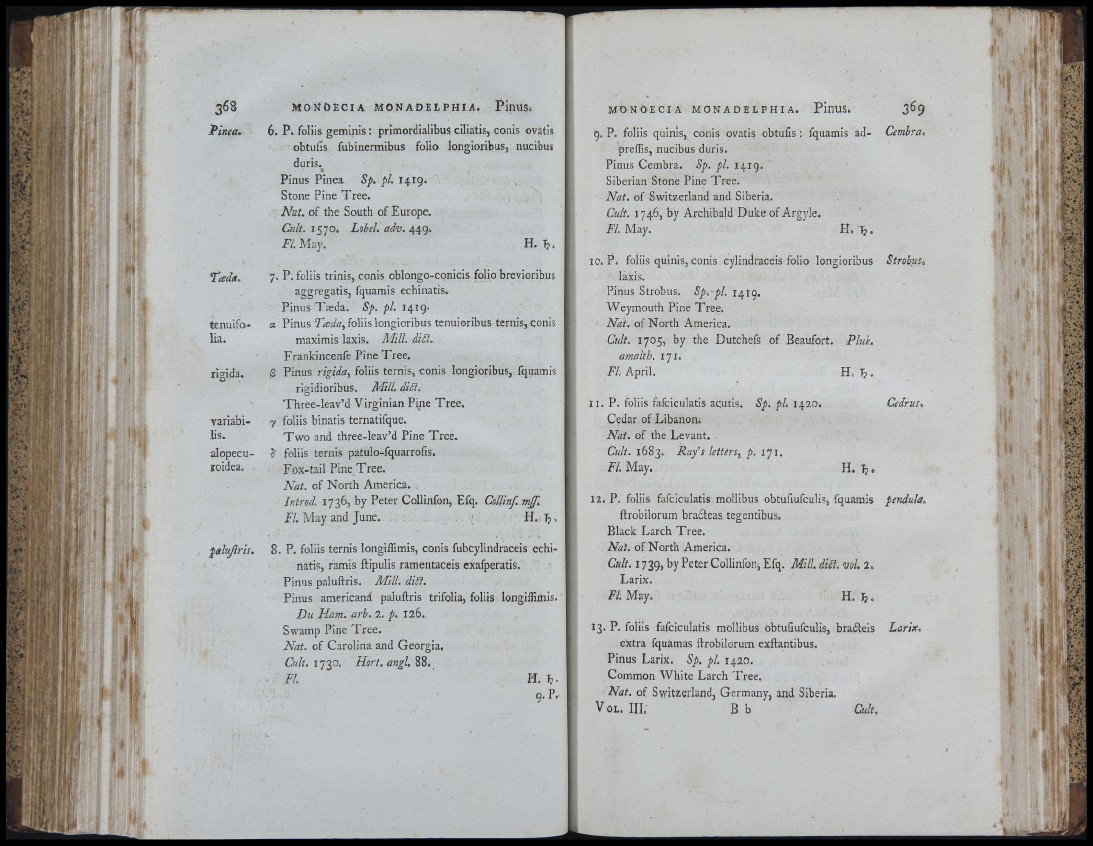 368 MONOECIA MONADELPHIA. Pinus.
Pinea. 6. P. foliis geminis: primordialibus ciliatis, conis ovatis
obtuſis ſubinermibus folio longioribus, nucibus
duris.
Pinus Pinea Sp. pl. 1419.
Stone Pine Tree.
Nat. of the South of Europe.
Cult. 1570. Lobel. adv. 449.
Fl. May. H. ♄.
Tæda. 7. P. foliis trinis, conis oblongo-conicis folio brevioribus
aggregatis, ſquamis echinatis.
Pinus Tæda. Sp. pl. 1419.
tenuifo- α Pinus Tæda, foliis longioribus tenuioribus ternis, conis
lia. maximis laxis. Mill. dict.
Frankincenſe Pine Tree.
rigida. β Pinus rigida, foliis ternis, conis longioribus, ſquamis
rigidioribus. Mill. dict.
Three-leav'd Virginian Pine Tree.
variabi- γ foliis binatis ternatiſque.
lis. Two and three-leav'd Pine Tree.
alopecu- δ foliis ternis patulo-ſquarroſis.
roidea. Fox-tail Pine Tree.
Nat. of North America.
Introd. 1736, by Peter Collinſon, Eſq. Collinſ. mſſ.
Fl. May and June. H. ♄.
paluſtris. 8. P. foliis ternis longiſſimis, conis ſubcylindraceis echi-
natis, ramis ſtipulis ramentaceis exaſperatis.
Pinus paluſtris. Mill. dict.
Pinus americana paluſtris trifolia, foliis longiſſimis.
Du Ham. arb. 2. p. 126.
Swamp Pine Tree.
Nat. of Carolina and Georgia.
Cult. 1730. Hort. angl. 88.
Fl. H. ♄.
9. P.
MONOECIA MONADELPHIA. Pinus. 369
9. P. foliis quinis, conis ovatis obtuſis: ſquamis ad- Cembra.
preſſis, nucibus duris.
Pinus Cembra. Sp. pl. 1419.
Siberian Stone Pine Tree.
Nat. of Switzerland and Siberia.
Cult. 1746, by Archibald Duke of Argyle.
Fl. May. H. ♄.
10. P. foliis quinis, conis cylindraceis folio longioribus Strobus.
laxis.
Pinus Strobus. Sp. pl. 1419.
Weymouth Pine Tree.
Nat. of North America.
Cult. 1705, by the Dutcheſs of Beaufort. Pluk.
amalth. 171.
Fl. April. H. ♄.
11. P. foliis faſciculatis acutis. Sp. pl. 1420. Cedrus.
Cedar of Libanon.
Nat. of the Levant.
Cult. 1683. Ray's letters, p. 171.
Fl. May. H. ♄.
12. P. foliis faſciculatis mollibus obtuſiuſculis, ſquamis pendula.
ſtrobilorum bracteas tegentibus.
Black Larch Tree.
Nat. of North America.
Cult. 1739, by Peter Collinſon, Eſq. Mill. dict. vol. 2.
Larix.
Fl. May. H. ♄.
13. P. foliis faſciculatis mollibus obtuſiuſculis, bracteis Larix.
extra ſquamas ſtrobilorum exſtantibus.
Pinus Larix. Sp. pl. 1420.
Common White Larch Tree.
Nat. of Switzerland, Germany, and Siberia.
VOL. III. B b Cult.